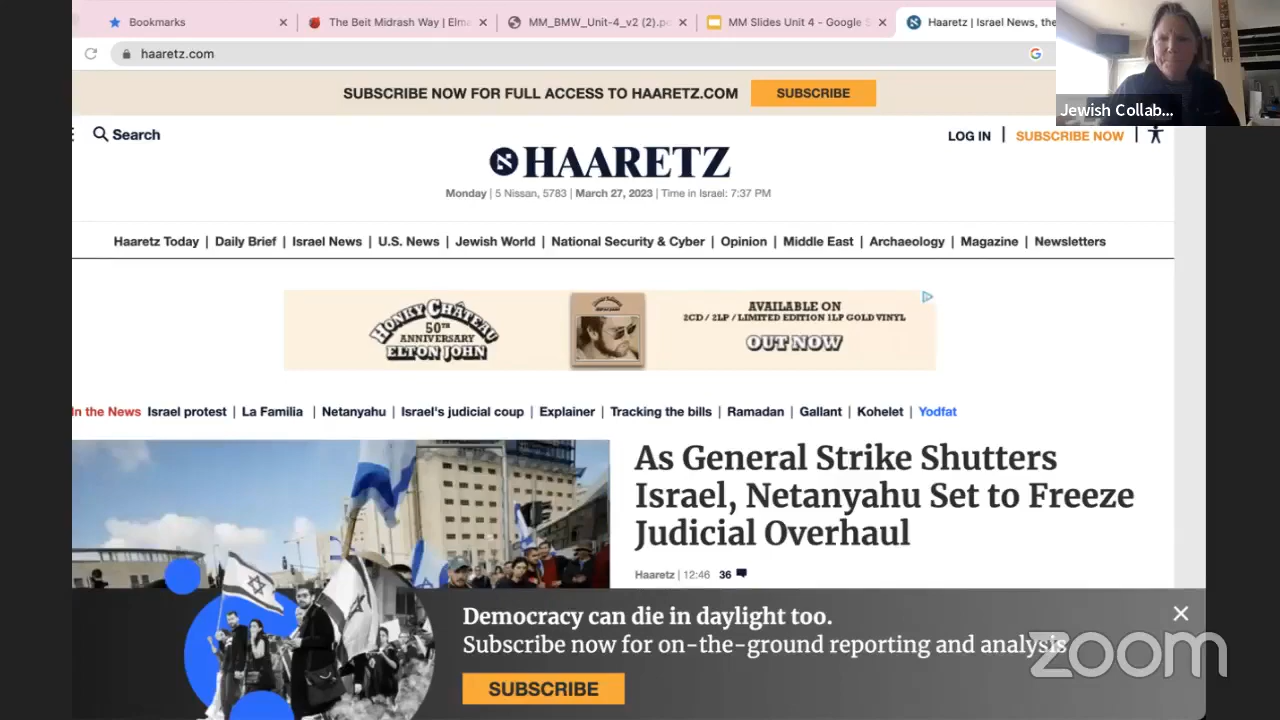 Bookmarks
The Beit Midrash Way | Elm
MM_BMW_Unit-4_v2 (2).p
MM Slides Unit 4 - Google S
Haaretz | Israel News, the
haaretz.com
Jewish Collab...
SUBSCRIBE NOW FOR FULL ACCESS TO HAARETZ.COM
SUBSCRIBE
Search
LOG IN | SUBSCRIBE NOW |
HAARETZ
Monday | 5 Nissan, 5783 | March 27, 2023 | Time in Israel: 7:37 PM
Haaretz Today | Daily Brief | Israel News | U.S. News | Jewish World | National Security & Cyber | Opinion | Middle East | Archaeology | Magazine | Newsletters
HONKY CHÂTEAU
50TH
ANNIVERSARY
ELTON JOHN
AVAILABLE ON
2CD / 2LP / LIMITED EDITION 1LP GOLD VINYL
OUT NOW
In the News Israel protest | La Familia | Netanyahu | Israel's judicial coup | Explainer | Tracking the bills | Ramadan | Gallant | Kohelet | Yodfat
As General Strike Shutters
Israel, Netanyahu Set to Freeze
Judicial Overhaul
Haaretz | 12:46 36
Democracy can die in daylight too.
Subscribe now for on-the-ground reporting and analysis
SUBSCRIBE
zoom